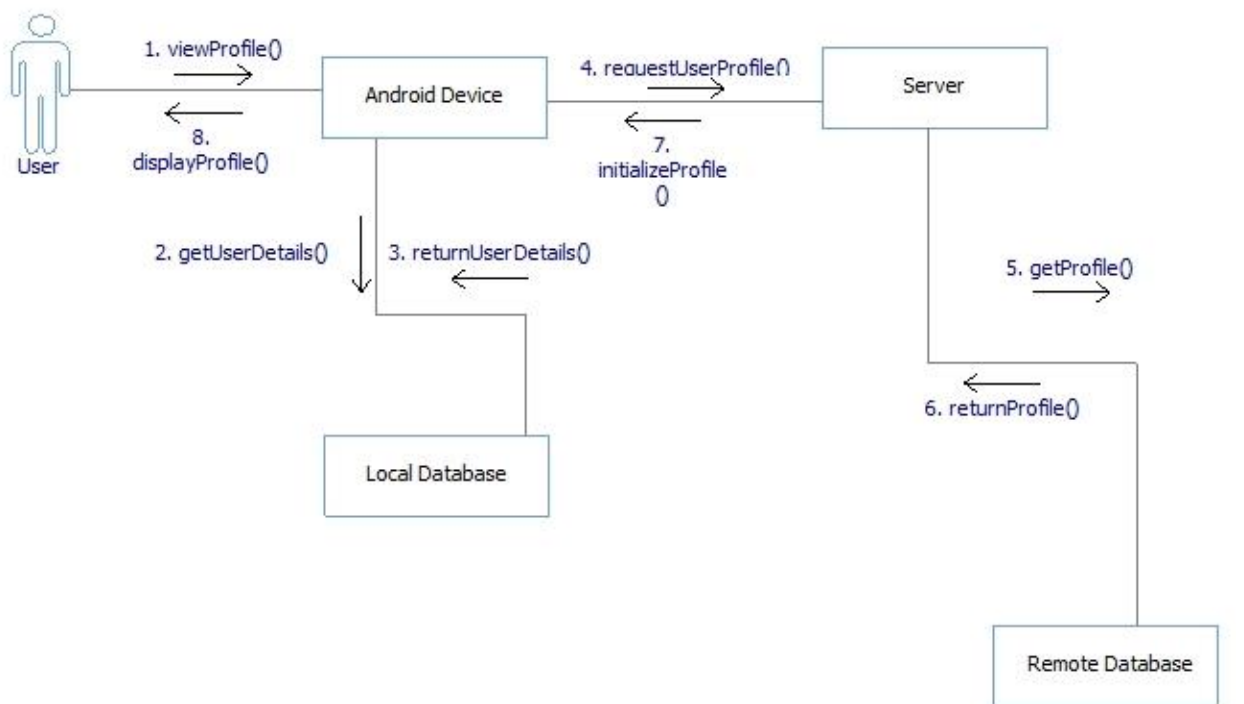 1. viewProfile()
8.
displayProfile()
User
Android Device
4. requestUserProfile()
7.
initializeProfile
()
Server
2. getUserDetails()
3. returnUserDetails()
5. getProfile()
6. returnProfile()
Local Database
Remote Database